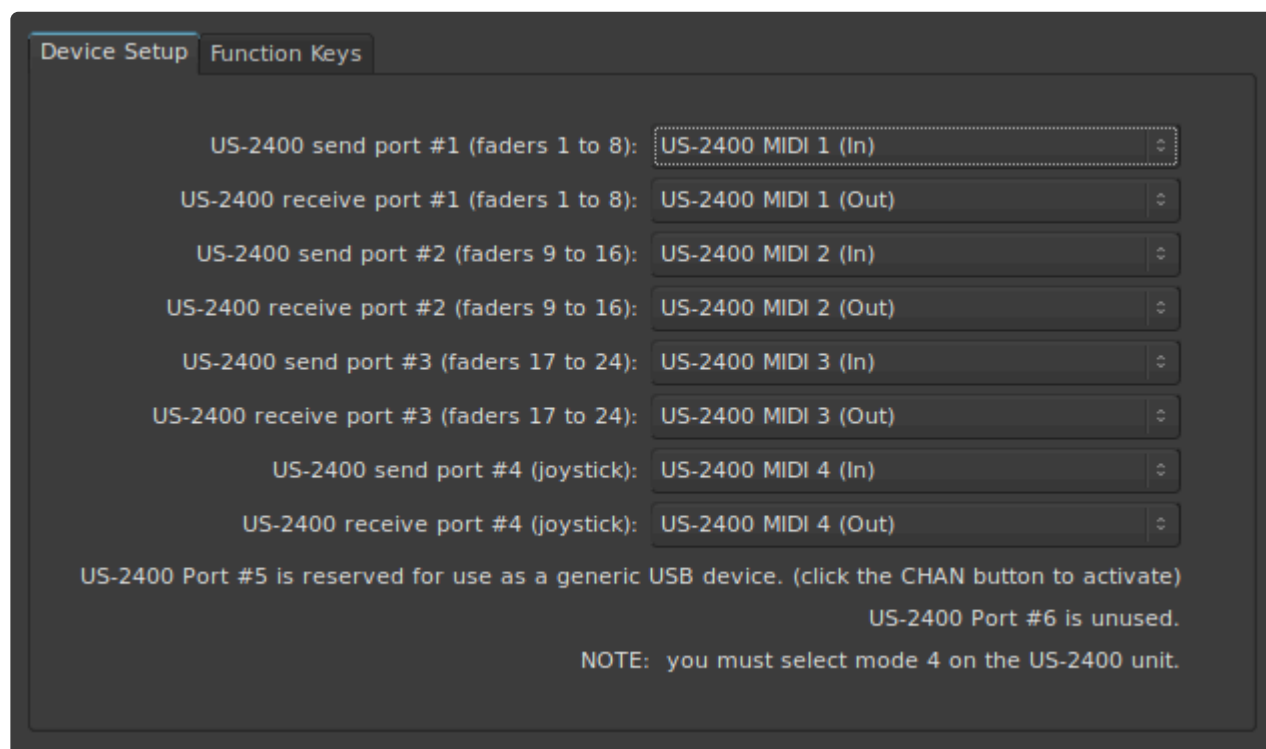 Device Setup Function Keys
US-2400 send port #1 (faders 1 to 8): US-2400 MIDI 1 (In)
US-2400 receive port #1 (faders 1 to 8): US-2400 MIDI 1 (Out)
US-2400 send port #2 (faders 9 to 16): US-2400 MIDI 2 (In)
US-2400 receive port #2 (faders 9 to 16): US-2400 MIDI 2 (Out)
US-2400 send port #3 (faders 17 to 24): US-2400 MIDI 3 (In)
US-2400 receive port #3 (faders 17 to 24): US-2400 MIDI 3 (Out)
US-2400 send port #4 (joystick): US-2400 MIDI 4 (In)
US-2400 receive port #4 (joystick): US-2400 MIDI 4 (Out)
US-2400 Port #5 is reserved for use as a generic USB device. (click the CHAN button to activate)
US-2400 Port #6 is unused.
NOTE: you must select mode 4 on the US-2400 unit.